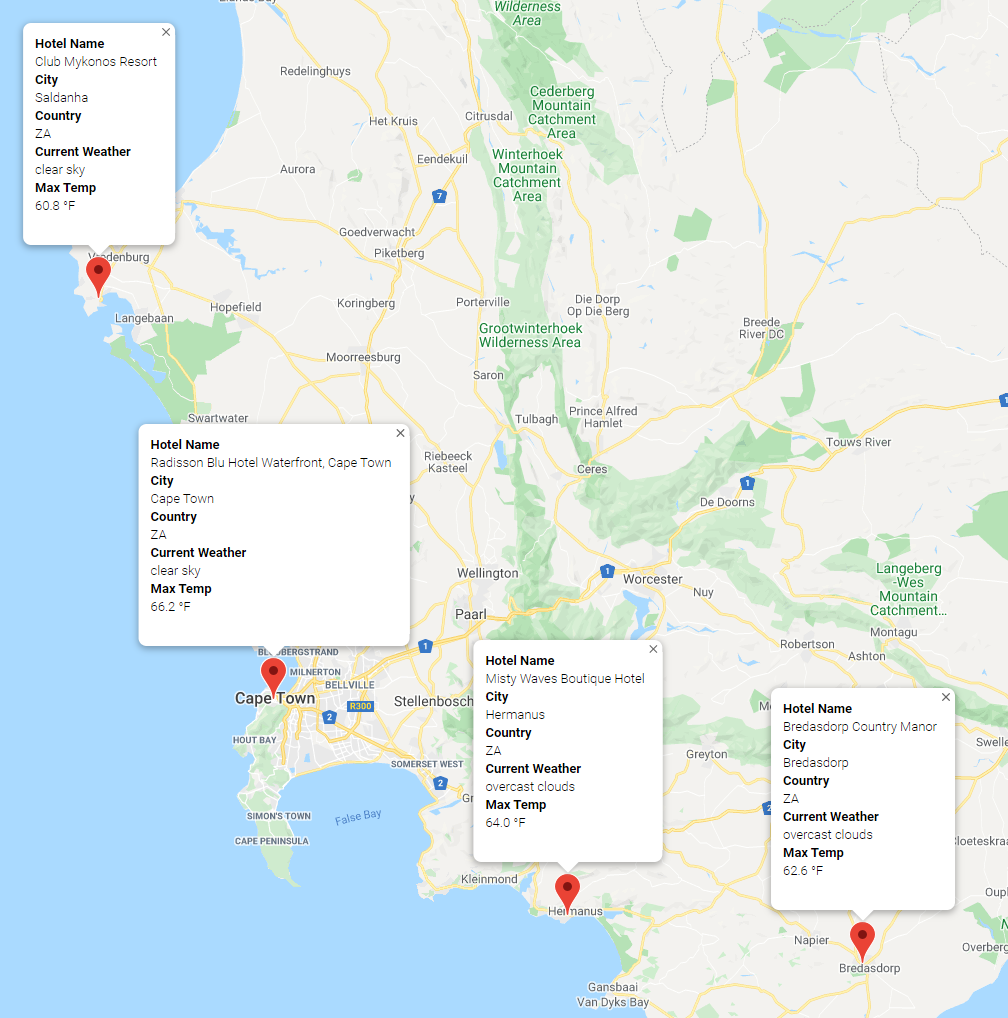 Wilderness
Area
Redelinghuys
Cederberg
Mountain
Catchment
Area
Het Kruis
Citrusdal
Eendekuil
Winterhoek
Mountain
Catchment
Area
Aurora
7
Goedverwacht
Piketberg
Hotel Name
Club Mykonos Resort
City
Saldanha
Country
ZA
Current Weather
clear sky
Max Temp
60.8 °F
Vredenburg
Langebaan
Hopefield
Koringberg
Porterville
Die Dorp
Op Die Berg
Grootwinterhoek
Wilderness Area
Breede
River DC
Moorreesburg
Saron
1
Swartwater
Tulbagh
Prince Alfred
Hamlet
Riebeeck
Kasteel
Ceres
Touws River
1
De Doorns
Hotel Name
Radisson Blu Hotel Waterfront, Cape Town
City
Cape Town
Country
ZA
Current Weather
clear sky
Max Temp
66.2 °F
Wellington
1
Worcester
Nuy
Langeberg
-Wes
Mountain
Catchment...
Paarl
Montagu
Robertson
Ashton
1
BLOUBERGSTRAND
MILNERTON
BELLVILLE
Cape Town
R300
2
Stellenbosch
HOUT BAY
SOMERSET WEST
2
Greyton
SIMON'S TOWN
False Bay
CAPE PENINSULA
Hotel Name
Misty Waves Boutique Hotel
City
Hermanus
Country
ZA
Current Weather
overcast clouds
Max Temp
64.0 °F
Hotel Name
Bredasdorp Country Manor
City
Bredasdorp
Country
ZA
Current Weather
overcast clouds
Max Temp
62.6 °F
2
Kleinmond
Hermanus
Napier
Bredasdorp
Gansbaai
Van Dyks Bay